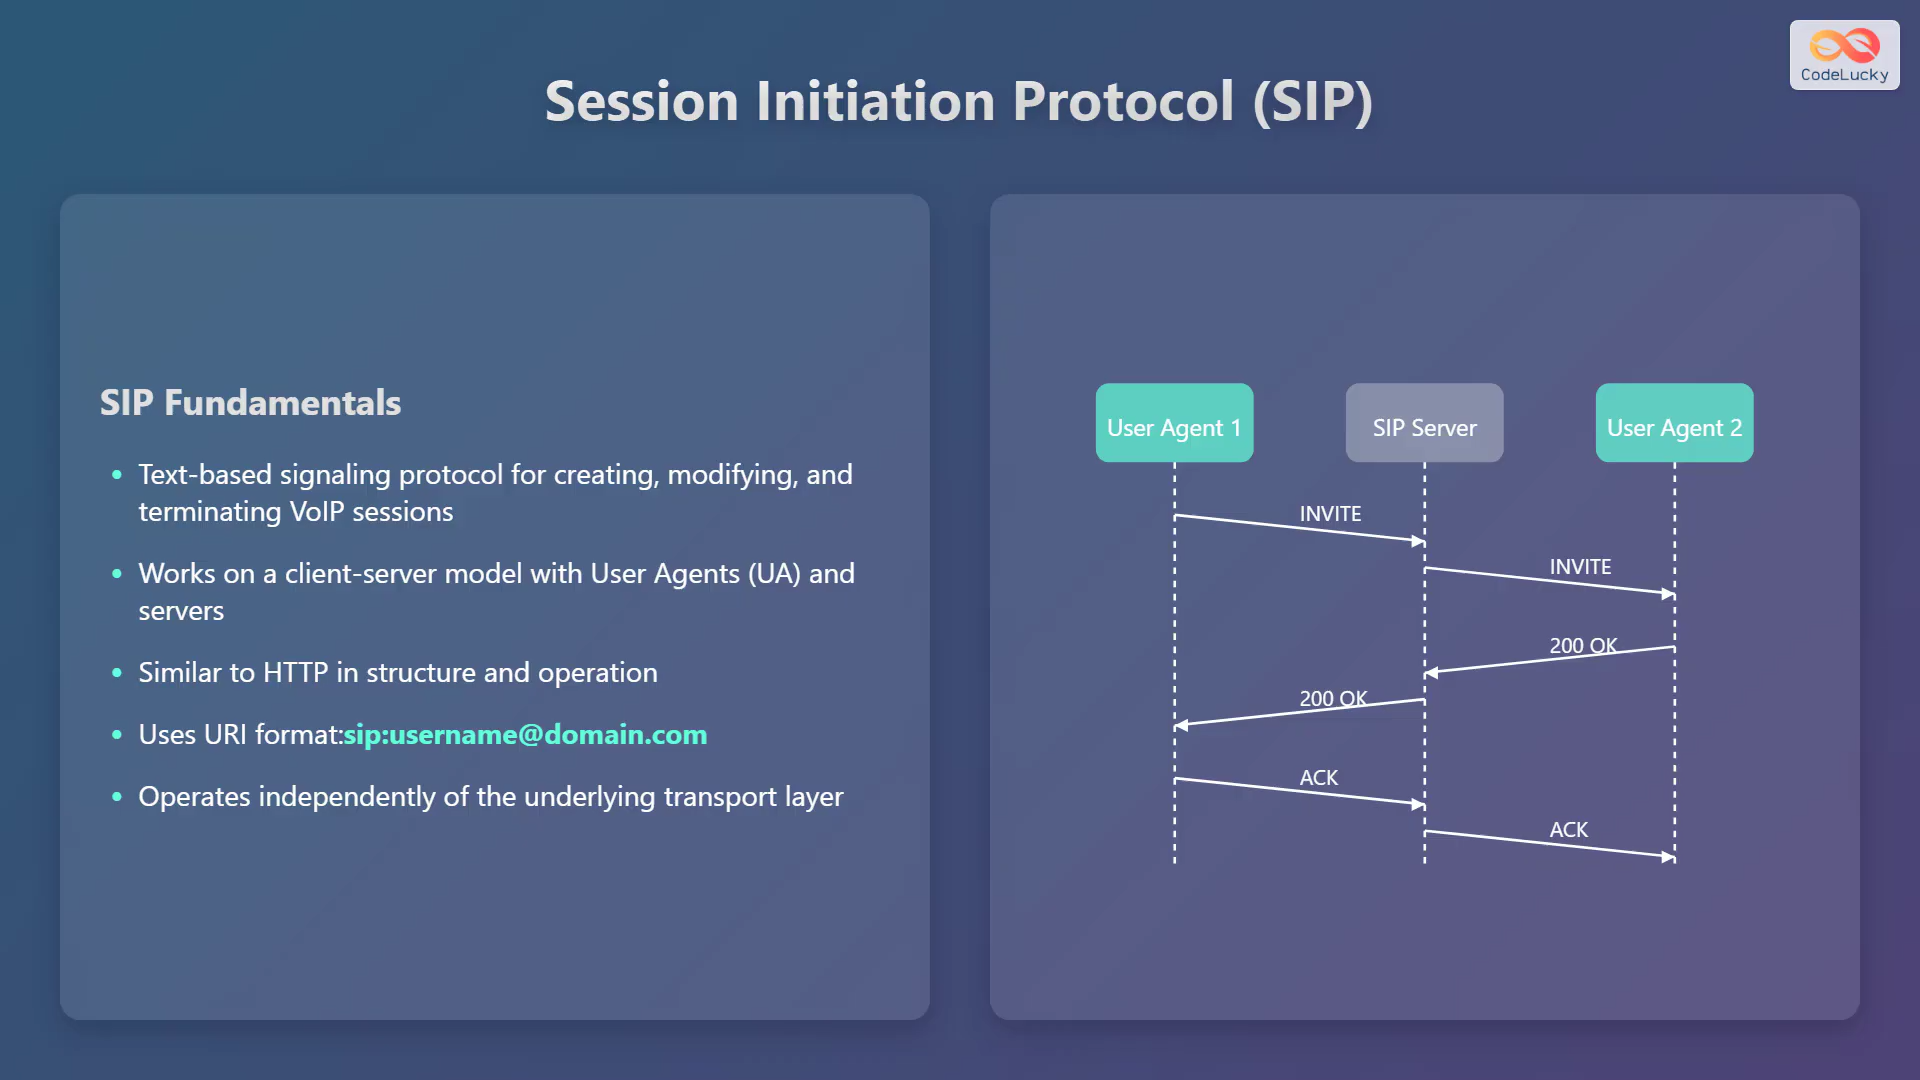 CodeLucky
Session Initiation Protocol (SIP)
SIP Fundamentals
Text-based signaling protocol for creating, modifying, and
terminating VoIP sessions
Works on a client-server model with User Agents (UA) and
servers
Similar to HTTP in structure and operation
Uses URI format:sip:username@domain.com
Operates independently of the underlying transport layer
User Agent 1
SIP Server
User Agent 2
INVITE
INVITE
200 OK
200 OK
ACK
ACK